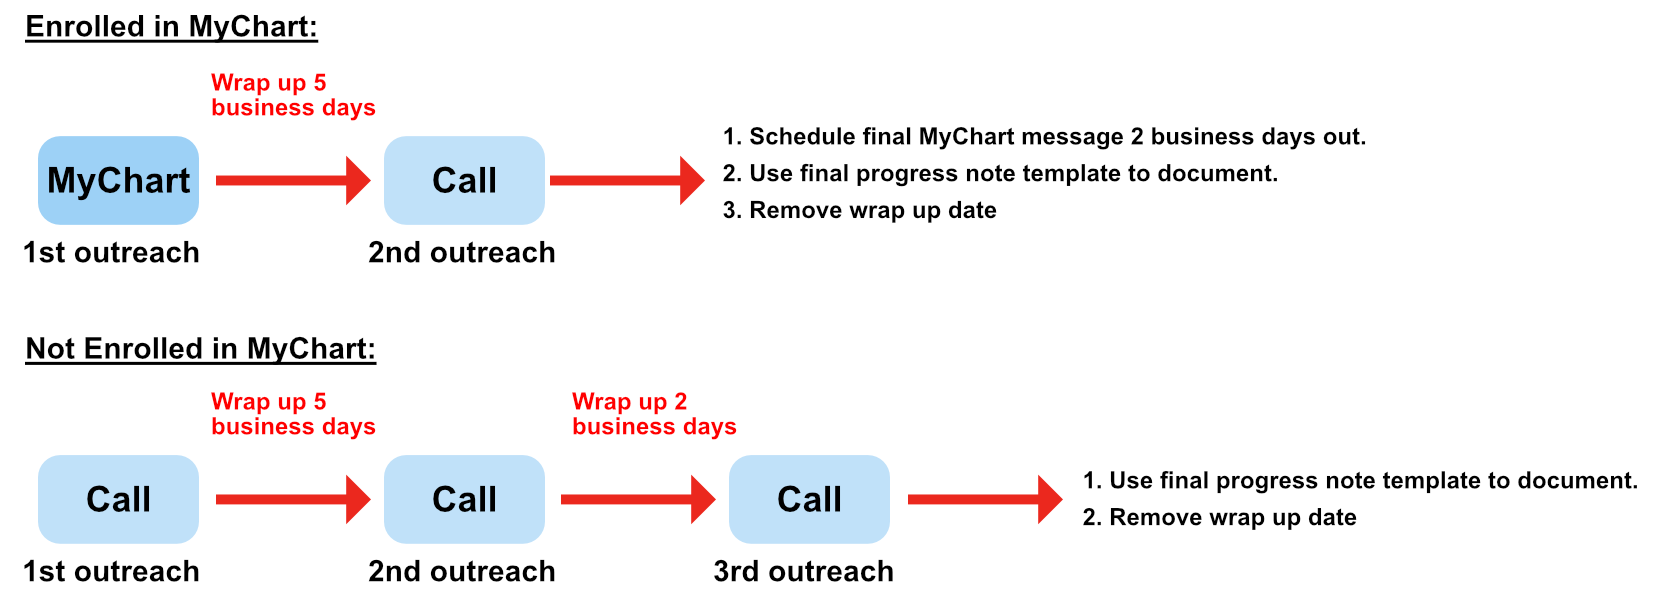 Enrolled in MyChart:
Wrap up 5
business days
MyChart
Call
1. Schedule final MyChart message 2 business days out.
2. Use final progress note template to document.
3. Remove wrap up date
1st outreach
2nd outreach
Not Enrolled in MyChart:
Wrap up 5
business days
Wrap up 2
business days
Call
Call
Call
1. Use final progress note template to document.
2. Remove wrap up date
1st outreach
2nd outreach
3rd outreach